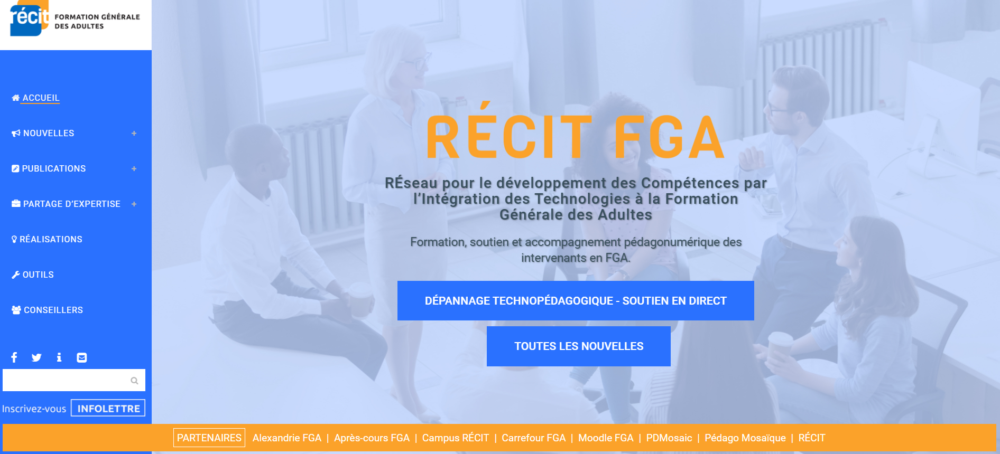 récit
FORMATION GÉNÉRALE
DES ADULTES
ACCUEIL
NOUVELLES +
PUBLICATIONS +
PARTAGE D’EXPERTISE +
RÉALISATIONS
OUTILS
CONSEILLERS
Inscrivez-vous INFOLETTRE
RÉCIT FGA
RÉseau pour le développement des Compétences par
l’Intégration des Technologies à la Formation
Générale des Adultes
Formation, soutien et accompagnement pédagonumérique des
intervenants en FGA.
DÉPANNAGE TECHNOPÉDAGOGIQUE - SOUTIEN EN DIRECT
TOUTES LES NOUVELLES
PARTENAIRES Alexandrie FGA | Après-cours FGA | Campus RÉCIT | Carrefour FGA | Moodle FGA | PDMosaic | Pédago Mosaïque | RÉCIT